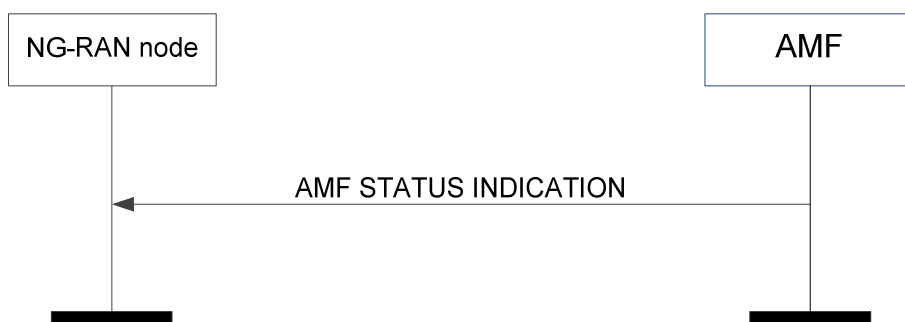 NG-RAN node
AMF
AMF STATUS INDICATION